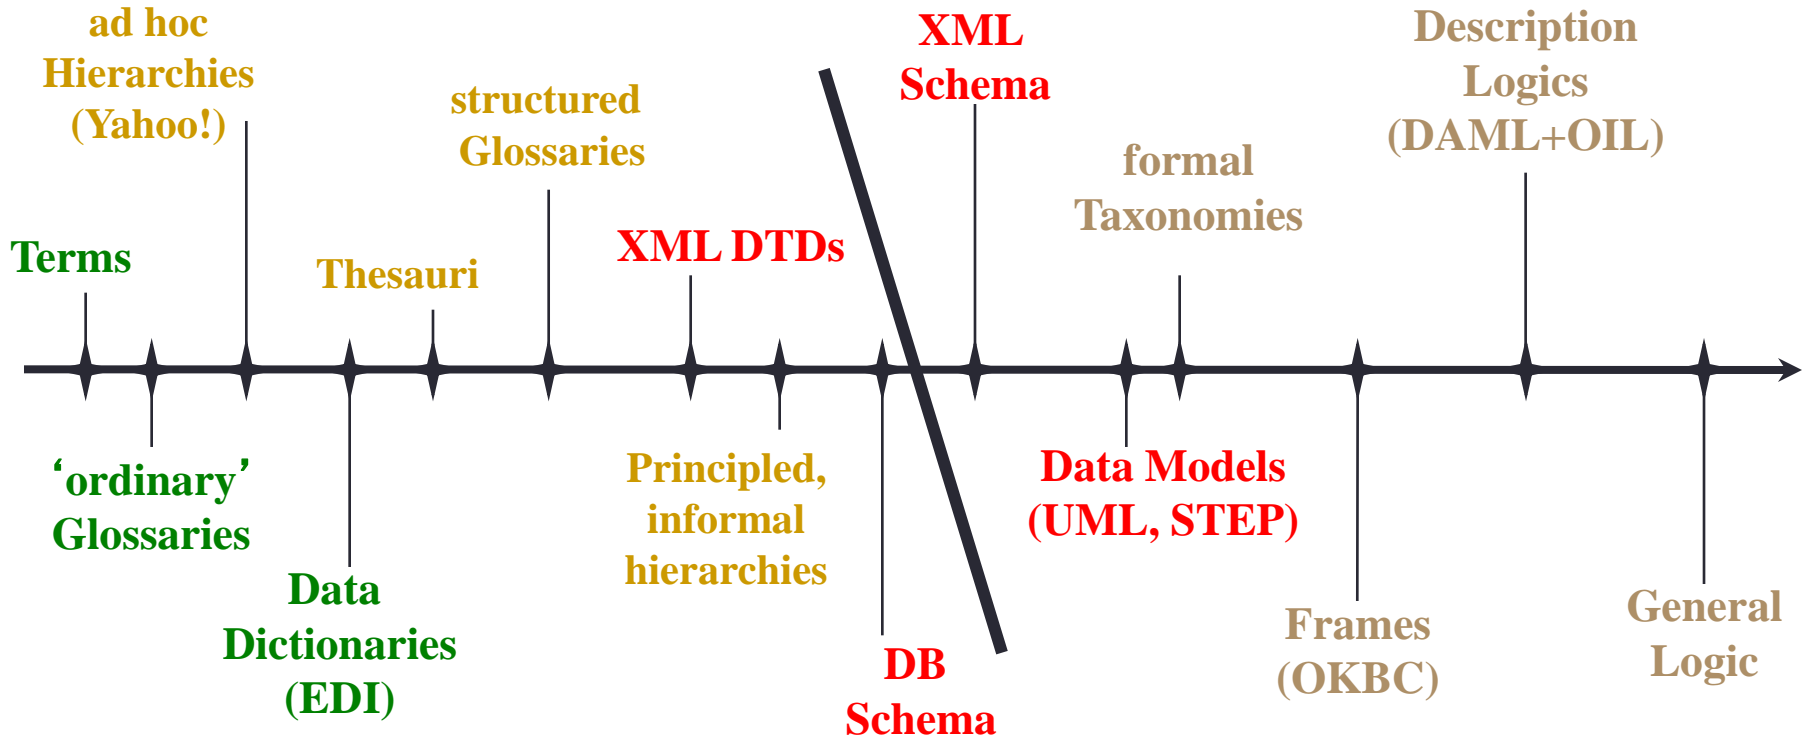 ad hoc
Hierarchies
(Yahoo!)
structured
Glossaries
XML
Schema
Description
Logics
(DAML+OIL)
formal
Taxonomies
Terms
Thesauri
XML DTDs
‘ordinary’
Glossaries
Data
Dictionaries
(EDI)
Principled,
informal
hierarchies
DB
Schema
Data Models
(UML, STEP)
Frames
(OKBC)
General
Logic